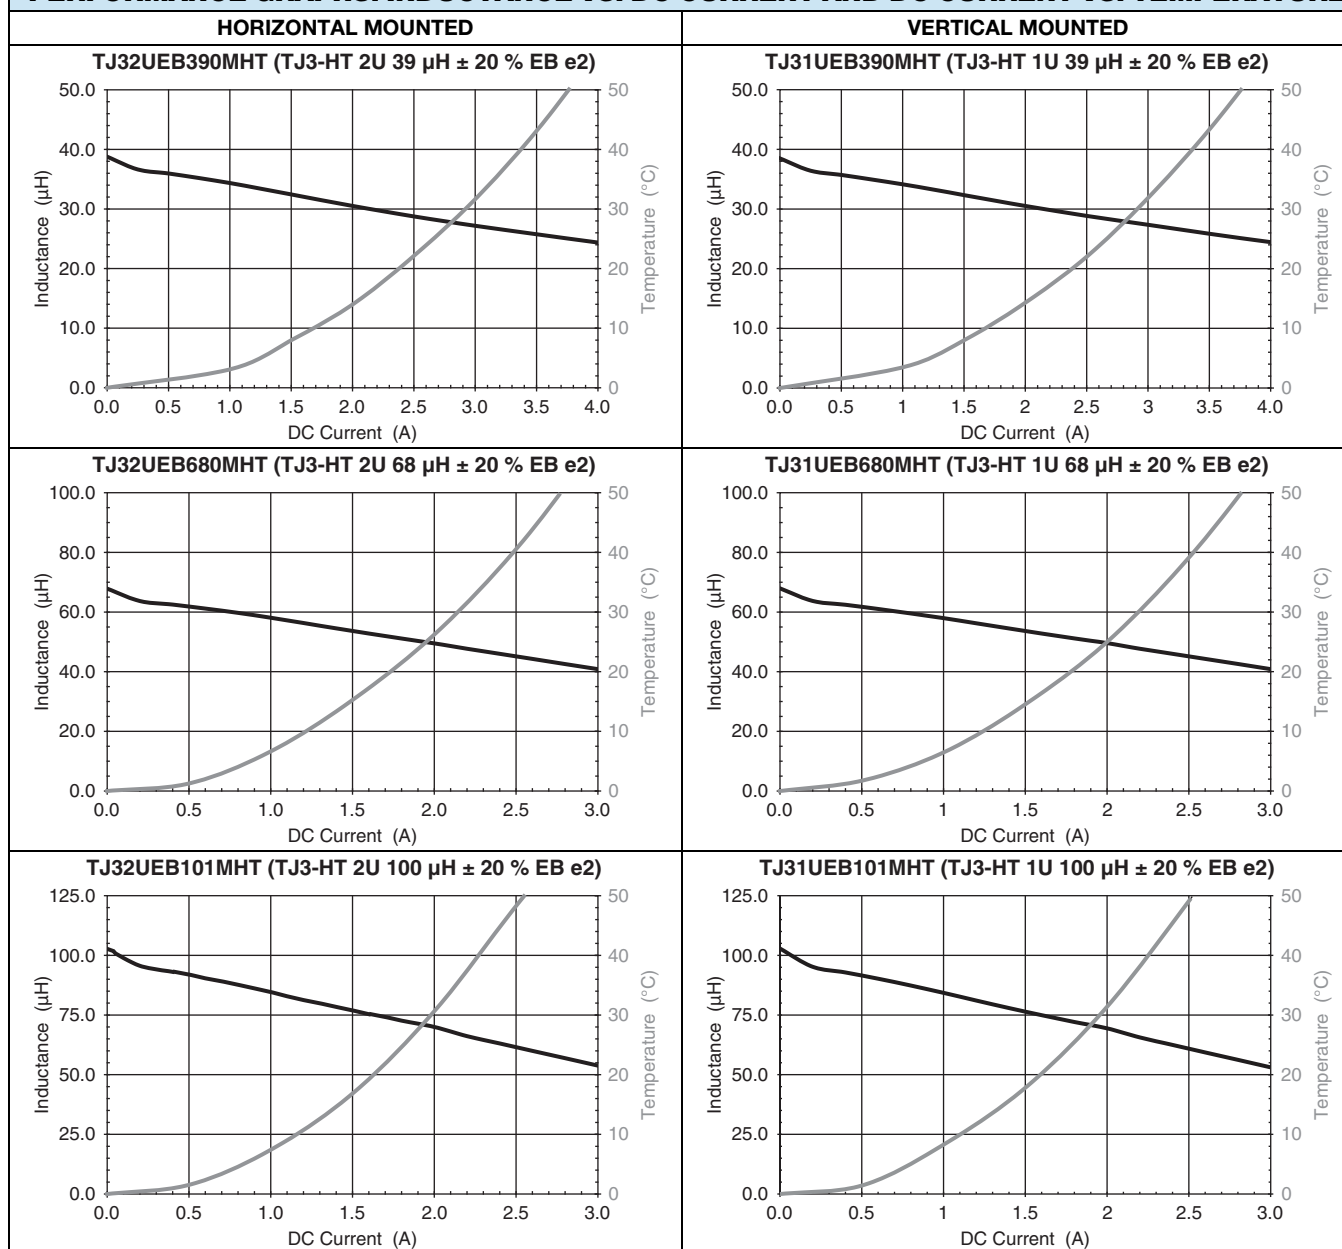 HORIZONTAL MOUNTED
VERTICAL MOUNTED
TJ32UEB390MHT (TJ3-HT 2U 39 µH ± 20 % EB e2)
50.0
40.0
30.0
20.0
10.0
0.0
Inductance (µH)
50
40
30
20
10
0
Temperature (°C)
0.0 0.5 1.0 1.5 2.0 2.5 3.0 3.5 4.0
DC Current (A)
TJ31UEB390MHT (TJ3-HT 1U 39 µH ± 20 % EB e2)
50.0
40.0
30.0
20.0
10.0
0.0
Inductance (µH)
50
40
30
20
10
0
Temperature (°C)
0.0 0.5 1 1.5 2 2.5 3 3.5 4.0
DC Current (A)
TJ32UEB680MHT (TJ3-HT 2U 68 µH ± 20 % EB e2)
100.0
80.0
60.0
40.0
20.0
0.0
Inductance (µH)
50
40
30
20
10
0
Temperature (°C)
0.0 0.5 1.0 1.5 2.0 2.5 3.0
DC Current (A)
TJ31UEB680MHT (TJ3-HT 1U 68 µH ± 20 % EB e2)
100.0
80.0
60.0
40.0
20.0
0.0
Inductance (µH)
50
40
30
20
10
0
Temperature (°C)
0.0 0.5 1 1.5 2 2.5 3.0
DC Current (A)
TJ32UEB101MHT (TJ3-HT 2U 100 µH ± 20 % EB e2)
125.0
100.0
75.0
50.0
25.0
0.0
Inductance (µH)
50
40
30
20
10
0
Temperature (°C)
0.0 0.5 1.0 1.5 2.0 2.5 3.0
DC Current (A)
TJ31UEB101MHT (TJ3-HT 1U 100 µH ± 20 % EB e2)
125.0
100.0
75.0
50.0
25.0
0.0
Inductance (µH)
50
40
30
20
10
0
Temperature (°C)
0.0 0.5 1 1.5 2 2.5 3.0
DC Current (A)